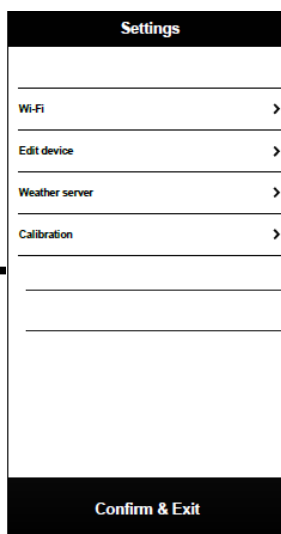 Settings
Wi-Fi
Edit device
Weather server
Calibration
Confirm & Exit